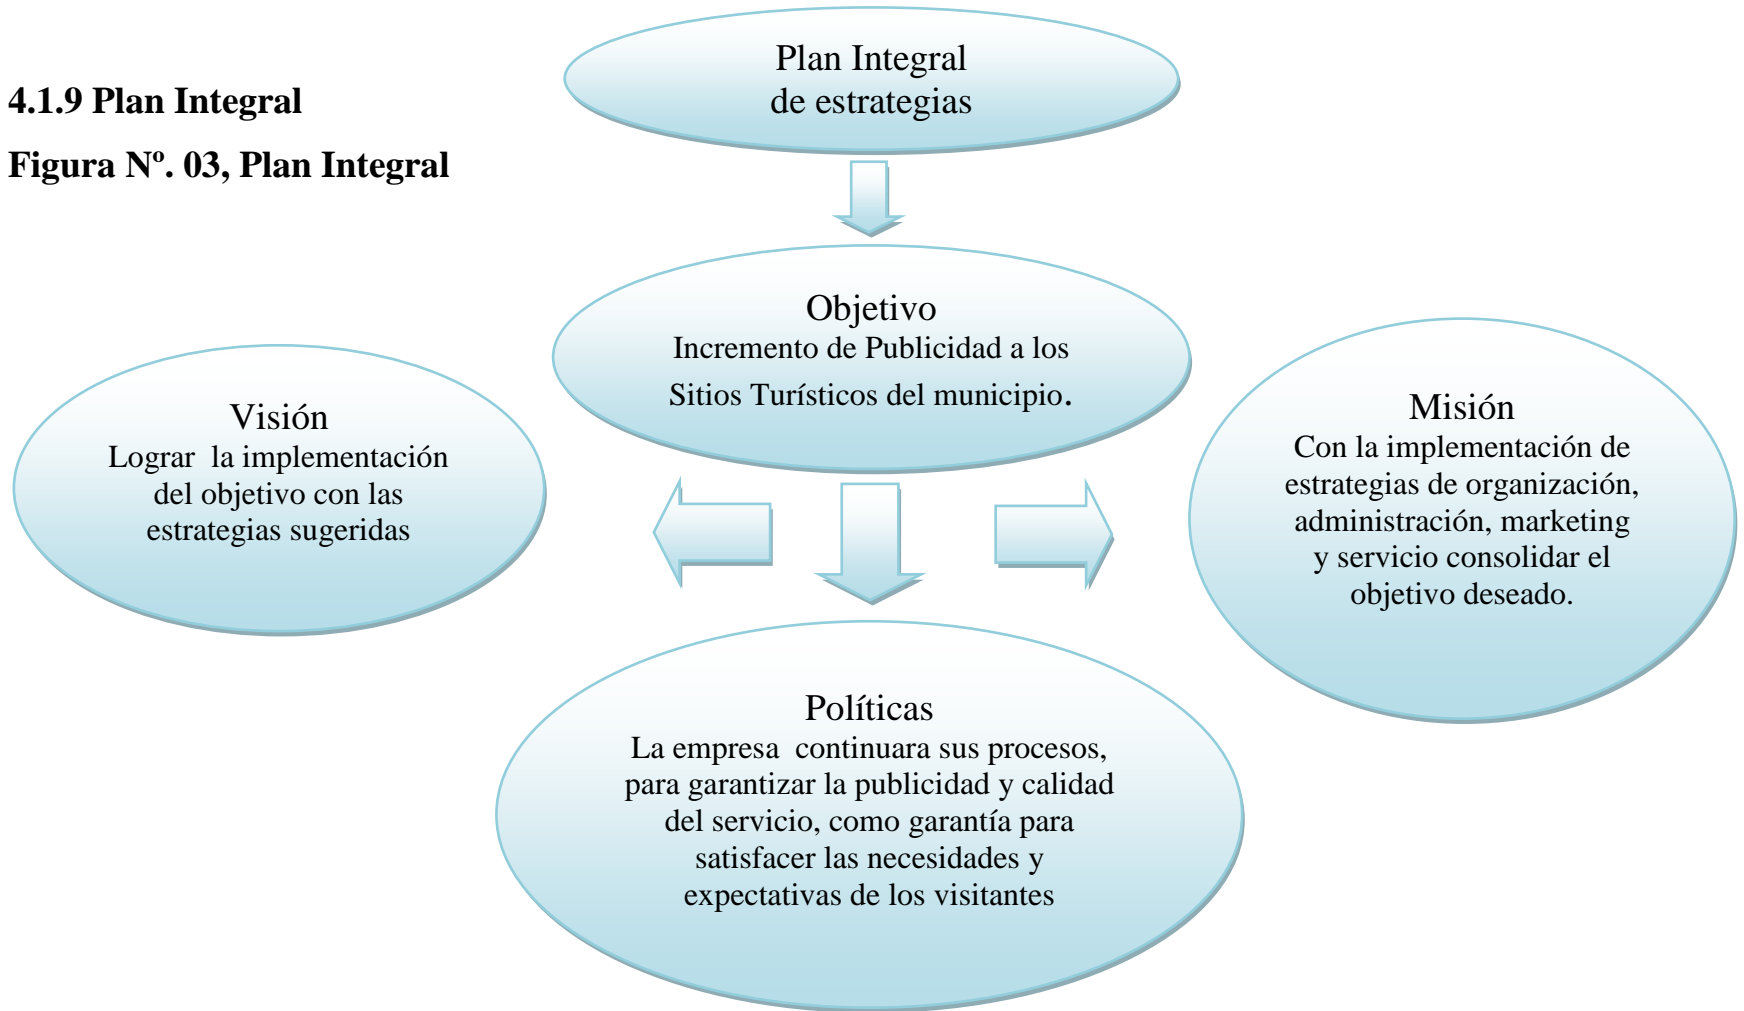 4.1.9 Plan Integral
Figura Nº. 03, Plan Integral
Plan Integral
de estrategias
Objetivo
Incremento de Publicidad a los
Sitios Turísticos del municipio.
Visión
Lograr  la implementación
del objetivo con las
estrategias sugeridas
Misión
Con la implementación de
estrategias de organización,
administración, marketing
y servicio consolidar el
objetivo deseado.
Políticas
La empresa  continuara sus procesos,
para garantizar la publicidad y calidad
del servicio, como garantía para
satisfacer las necesidades y
expectativas de los visitantes